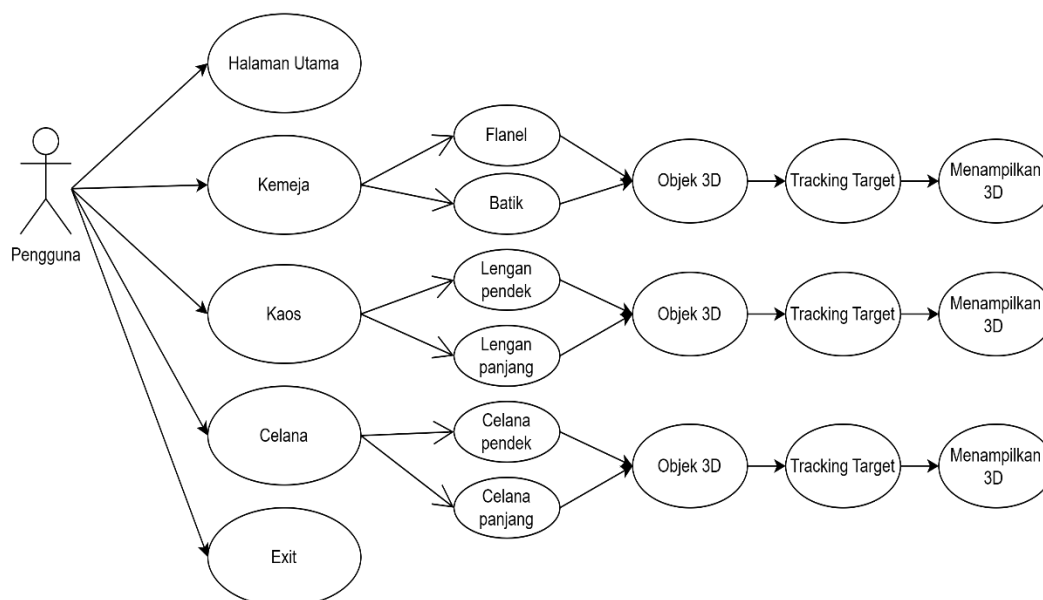 Halaman Utama
Pengguna
Kemeja
Flanel
Batik
Objek 3D
Tracking Target
Menampilkan
3D
Kaos
Lengan
pendek
Lengan
panjang
Objek 3D
Tracking Target
Menampilkan
3D
Celana
Celana
pendek
Celana
panjang
Objek 3D
Tracking Target
Menampilkan
3D
Exit